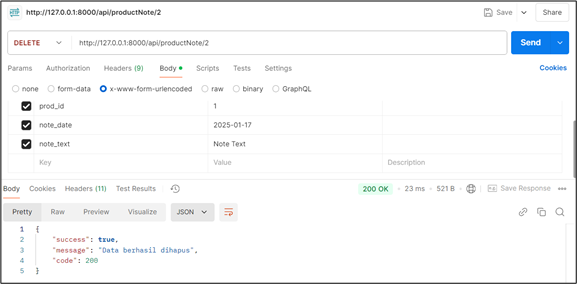 http://127.0.0.1:8000/api/productNote/2 Save Share
DELETE http://127.0.0.1:8000/api/productNote/2 Send
Params Authorization Headers (9) Body Scripts Tests Settings Cookies
none form-data x-www-form-urlencoded raw binary GraphQL
prod_id 1
note_date 2025-01-17
note_text Note Text
Key Value Description
Body Cookies Headers (11) Test Results 200 OK 23 ms 521 B Save Response
Pretty Raw Preview Visualize JSON
1 {
2 "success": true,
3 "message": "Data berhasil dihapus",
4 "code": 200
5 }